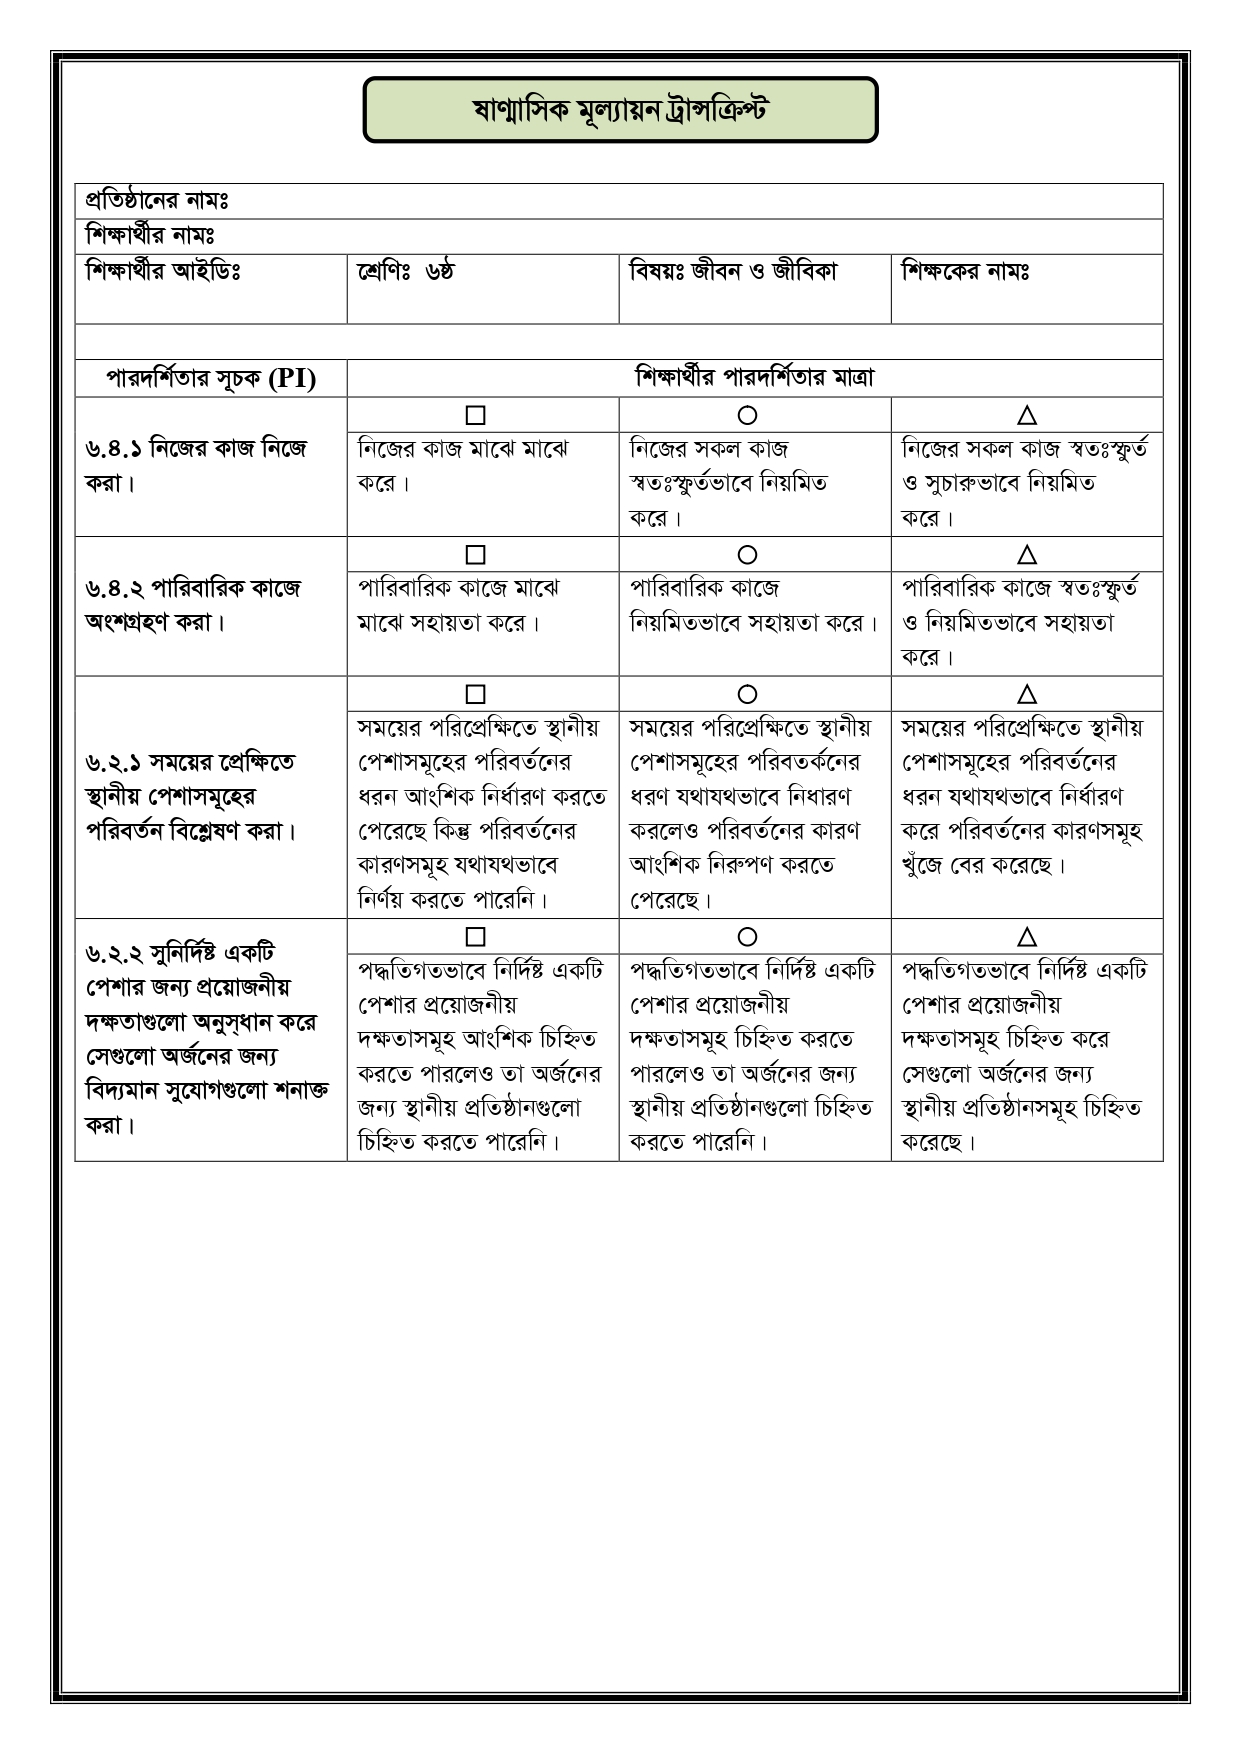 ষাণ্মাসিক মূল্যায়ন ট্রান্সক্রিপ্ট
প্রতিষ্ঠানের নামঃ
শিক্ষার্থীর নামঃ
শিক্ষার্থীর আইডিঃ শ্রেণিঃ ৬ষ্ঠ বিষয়ঃ জীবন ও জীবিকা শিক্ষকের নামঃ
পারদর্শিতার সূচক (PI) শিক্ষার্থীর পারদর্শিতার মাত্রা
৬.৪.১ নিজের কাজ নিজে
করা।
নিজের কাজ মাঝে মাঝে
করে।
নিজের সকল কাজ
স্বতঃস্ফুর্তভাবে নিয়মিত
করে।
নিজের সকল কাজ স্বতঃস্ফুর্ত
ও সুচারুভাবে নিয়মিত
করে।
৬.৪.২ পারিবারিক কাজে
অংশগ্রহণ করা।
পারিবারিক কাজে মাঝে
মাঝে সহায়তা করে।
পারিবারিক কাজে
নিয়মিতভাবে সহায়তা করে।
পারিবারিক কাজে স্বতঃস্ফুর্ত
ও নিয়মিতভাবে সহায়তা
করে।
৬.২.১ সময়ের প্রেক্ষিতে
স্থানীয় পেশাসমূহের
পরিবর্তন বিশ্লেষণ করা।
সময়ের পরিপ্রেক্ষিতে স্থানীয়
পেশাসমূহের পরিবর্তনের
ধরন আংশিক নির্ধারণ করতে
পেরেছে কিন্তু পরিবর্তনের
কারণসমূহ যথাযথভাবে
নির্ণয় করতে পারেনি।
সময়ের পরিপ্রেক্ষিতে স্থানীয়
পেশাসমূহের পরিবতর্কনের
ধরণ যথাযথভাবে নিধারণ
করলেও পরিবর্তনের কারণ
আংশিক নিরুপণ করতে
পেরেছে।
সময়ের পরিপ্রেক্ষিতে স্থানীয়
পেশাসমূহের পরিবর্তনের
ধরন যথাযথভাবে নির্ধারণ
করে পরিবর্তনের কারণসমূহ
খুঁজে বের করেছে।
৬.২.২ সুনির্দিষ্ট একটি
পেশার জন্য প্রয়োজনীয়
দক্ষতাগুলো অনুস্ধান করে
সেগুলো অর্জনের জন্য
বিদ্যমান সুযোগগুলো শনাক্ত
করা।
পদ্ধতিগতভাবে নির্দিষ্ট একটি
পেশার প্রয়োজনীয়
দক্ষতাসমূহ আংশিক চিহ্নিত
করতে পারলেও তা অর্জনের
জন্য স্থানীয় প্রতিষ্ঠানগুলো
চিহ্নিত করতে পারেনি।
পদ্ধতিগতভাবে নির্দিষ্ট একটি
পেশার প্রয়োজনীয়
দক্ষতাসমূহ চিহ্নিত করতে
পারলেও তা অর্জনের জন্য
স্থানীয় প্রতিষ্ঠানগুলো চিহ্নিত
করতে পারেনি।
পদ্ধতিগতভাবে নির্দিষ্ট একটি
পেশার প্রয়োজনীয়
দক্ষতাসমূহ চিহ্নিত করে
সেগুলো অর্জনের জন্য
স্থানীয় প্রতিষ্ঠানসমূহ চিহ্নিত
করেছে।